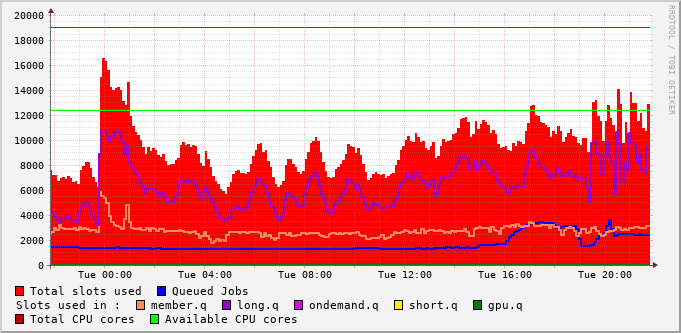 RRDTOOL / TOBI OETIKER
20000
18000
16000
14000
12000
10000
8000
6000
4000
2000
0
Tue 00:00 Tue 04:00 Tue 08:00 Tue 12:00 Tue 16:00 Tue 20:00
Total slots used Queued Jobs
Slots used in : member.q long.q ondemand.q short.q gpu.q
Total CPU cores Available CPU cores